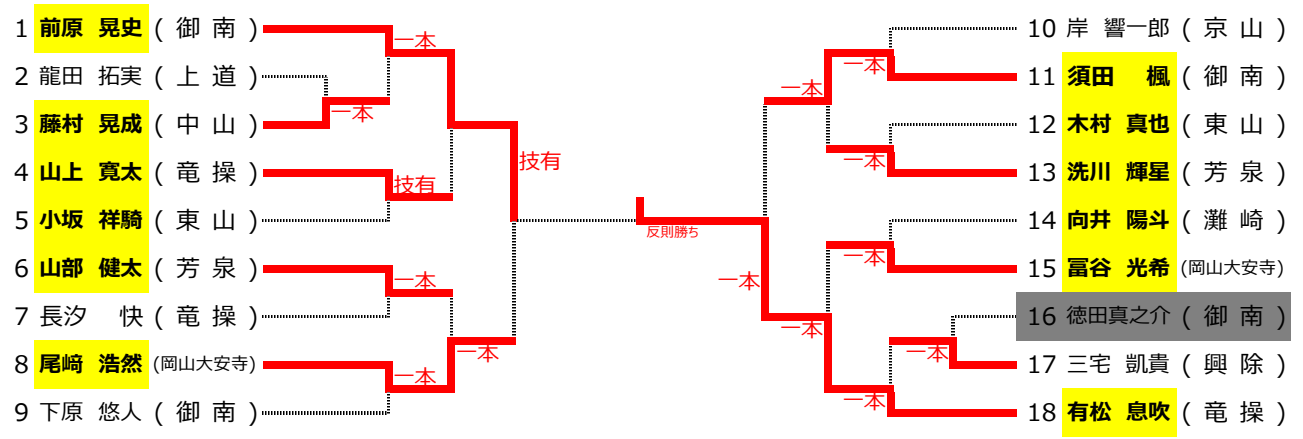 1 前原 晃史 ( 御 南 )
2 龍田 拓実 ( 上 道 )
3 藤村 晃成 ( 中 山 )
4 山上 寛太 ( 竜 操 )
5 小坂 祥騎 ( 東 山 )
6 山部 健太 ( 芳 泉 )
7 長汐 快 ( 竜 操 )
8 尾﨑 浩然 (岡山大安寺)
9 下原 悠人 ( 御 南 )
一本
一本
技有
一本
一本
一本
技有
反則勝ち
一本
一本
一本
一本
一本
一本
一本
一本
10 岸 響一郎 ( 京 山 )
11 須田 楓 ( 御 南 )
12 木村 真也 ( 東 山 )
13 洗川 輝星 ( 芳 泉 )
14 向井 陽斗 ( 灘 崎 )
15 冨谷 光希 (岡山大安寺)
16 徳田真之介 ( 御 南 )
17 三宅 凱貴 ( 興 除 )
18 有松 息吹 ( 竜 操 )